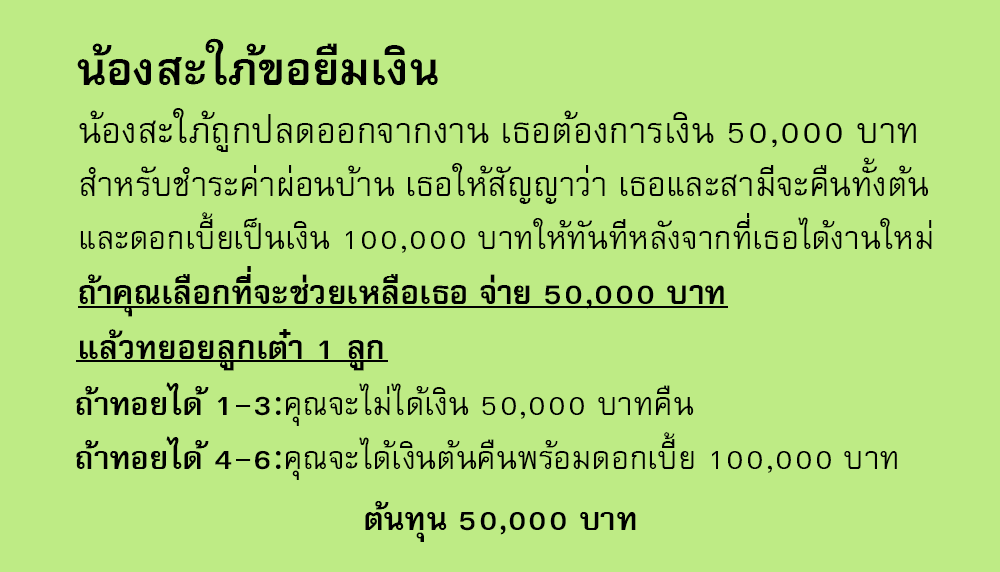 น้องสะใภ้ขอยืมเงิน
น้องสะใภ้ถูกปลดออกจากงาน เธอต้องการเงิน 50,000 บาท
สำหรับชำระค่าผ่อนบ้าน เธอให้สัญญาว่า เธอและสามีจะคืนทั้งต้น
และดอกเบี้ยเป็นเงิน 100,000 บาทให้ทันทีหลังจากที่เธอได้งานใหม่
ถ้าคุณเลือกที่จะช่วยเหลือเธอ จ่าย 50,000 บาท
แล้วทยอยลูกเต๋า 1 ลูก
ถ้าทอยได้ 1-3:คุณจะไม่ได้เงิน 50,000 บาทคืน
ถ้าทอยได้ 4-6:คุณจะได้เงินต้นคืนพร้อมดอกเบี้ย 100,000 บาท
ต้นทุน 50,000 บาท